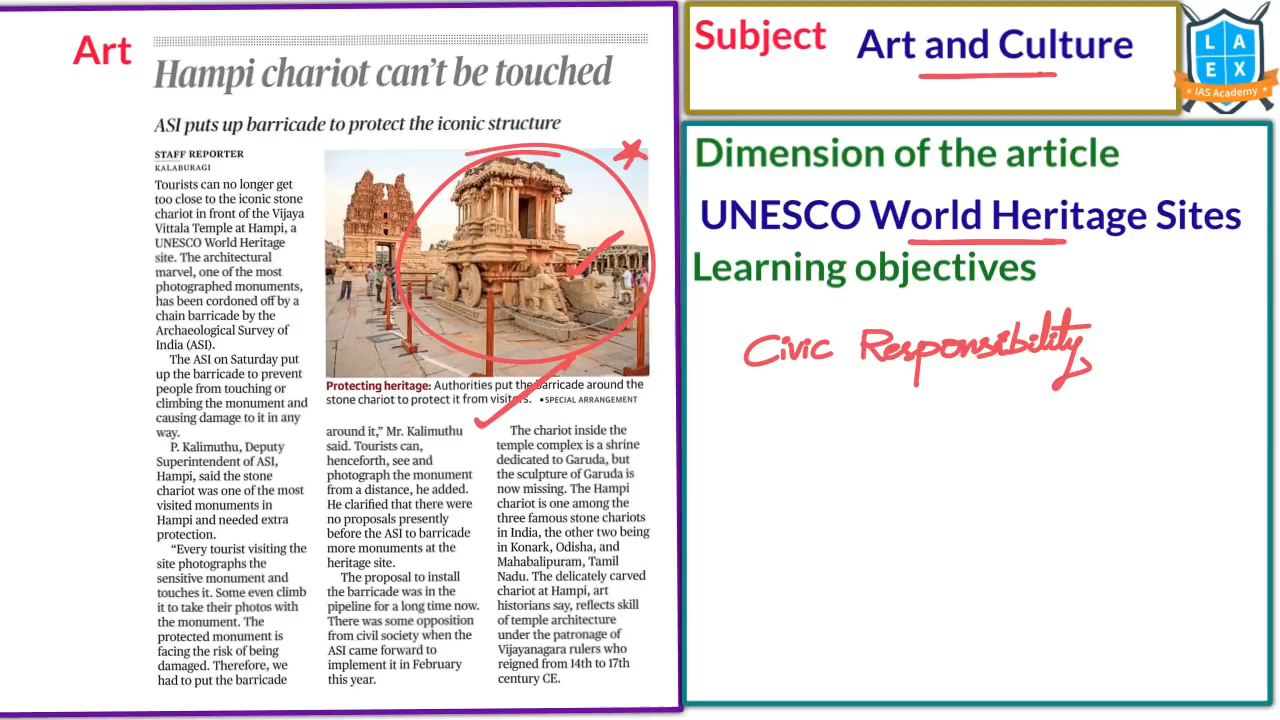 Art
Hampi chariot can't be touched
ASI puts up barricade to protect the iconic structure
STAFF REPORTER
KALABURAGI
Tourists can no longer get
too close to the iconic stone
chariot in front of the Vijaya
Vittala Temple at Hampi, a
UNESCO World Heritage
site. The architectural
marvel, one of the most
photographed monuments,
has been cordoned off by a
chain barricade by the
Archaeological Survey of
India (ASI).
The ASI on Saturday put
up the barricade to prevent
people from touching or
climbing the monument and
causing damage to it in any
way.
P. Kalimuthu, Deputy
Superintendent of ASI,
Hampi, said the stone
chariot was one of the most
visited monuments in
Hampi and needed extra
protection.
“Every tourist visiting the
site photographs the
sensitive monument and
touches it. Some even climb
it to take their photos with
the monument. The
protected monument is
facing the risk of being
damaged. Therefore, we
had to put the barricade
Protecting heritage: Authorities put the barricade around the
stone chariot to protect it from visitors. ▪SPECIAL ARRANGEMENT
around it,” Mr. Kalimuthu
said. Tourists can,
henceforth, see and
photograph the monument
from a distance, he added.
He clarified that there were
no proposals presently
before the ASI to barricade
more monuments at the
heritage site.
The proposal to install
the barricade was in the
pipeline for a long time now.
There was some opposition
from civil society when the
ASI came forward to
implement it in February
this year.
The chariot inside the
temple complex is a shrine
dedicated to Garuda, but
the sculpture of Garuda is
now missing. The Hampi
chariot is one among the
three famous stone chariots
in India, the other two being
in Konark, Odisha, and
Mahabalipuram, Tamil
Nadu. The delicately carved
chariot at Hampi, art
historians say, reflects skill
of temple architecture
under the patronage of
Vijayanagara rulers who
reigned from 14th to 17th
century CE.
Subject
Art and Culture
L A
E X
IAS Academy
Dimension of the article
UNESCO World Heritage Sites
Learning objectives
Civic Responsibility